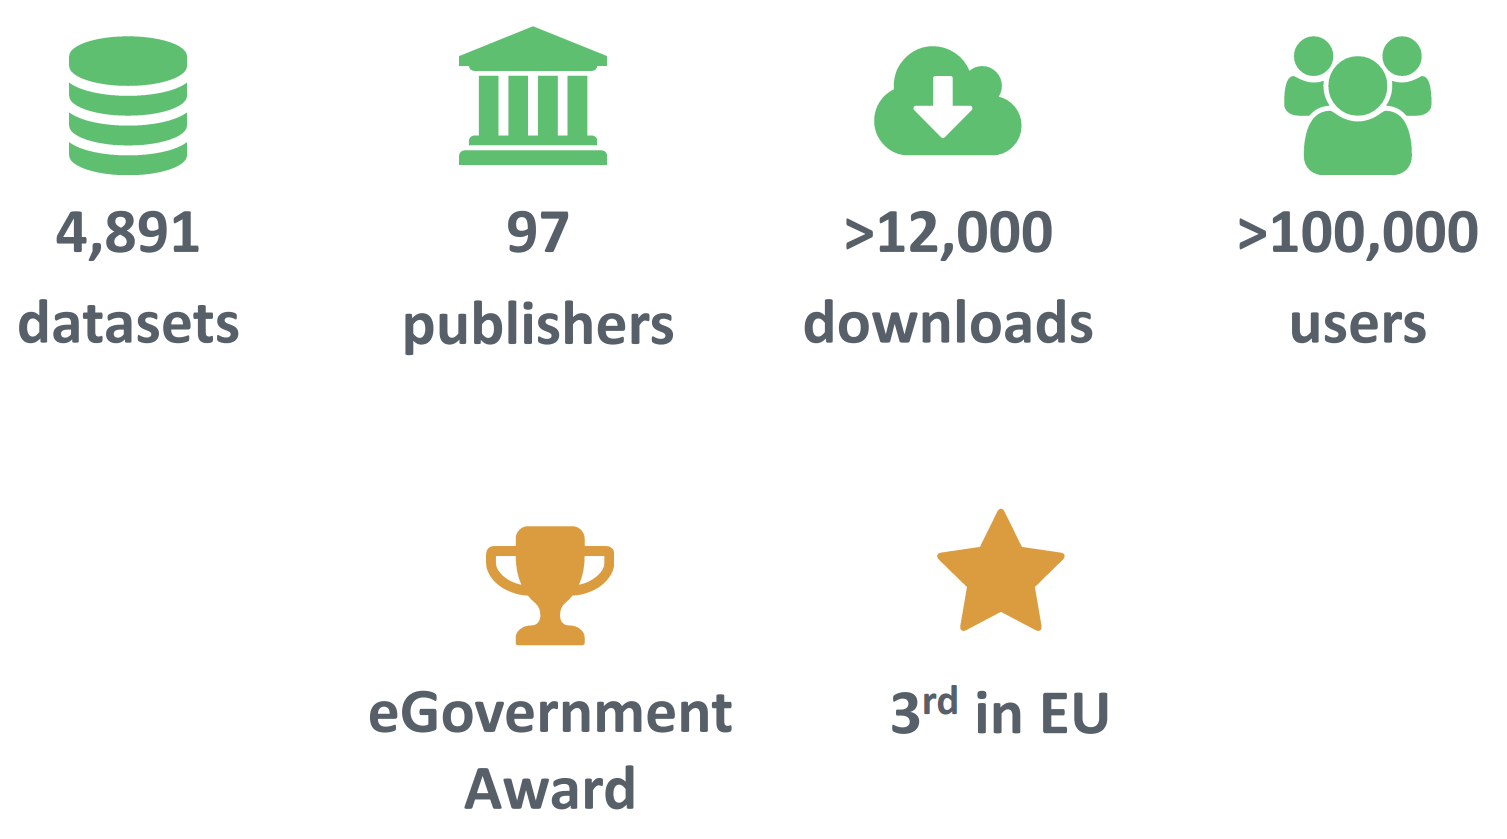 4,891
datasets
97
publishers
>12,000
downloads
>100,000
users
eGovernment
Award
3rd in EU